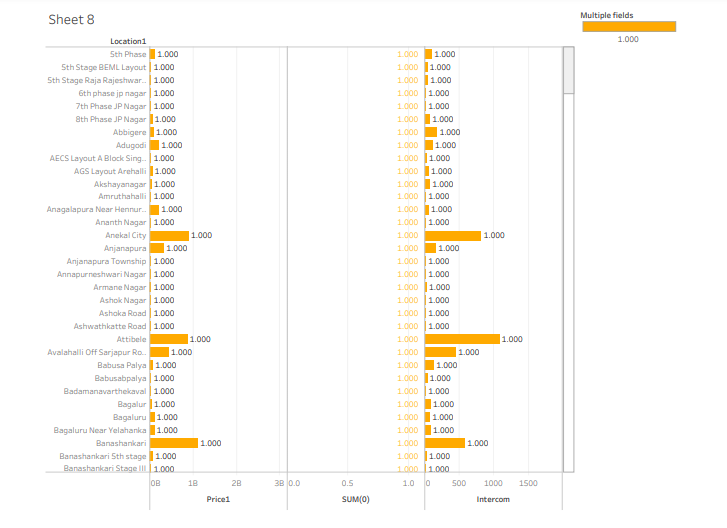 Sheet 8
Multiple fields
1.000
Location1
5th Phase 1.000 1.000 1.000
5th Stage BEML Layout 1.000 1.000 1.000
5th Stage Raja Rajeshwar... 1.000 1.000 1.000
6th phase jp nagar 1.000 1.000 1.000
7th Phase JP Nagar 1.000 1.000 1.000
8th Phase JP Nagar 1.000 1.000 1.000
Abbigere 1.000 1.000 1.000
Adugodi 1.000 1.000 1.000
AECS Layout A Block Sing... 1.000 1.000 1.000
AGS Layout Arehalli 1.000 1.000 1.000
Akshayanagar 1.000 1.000 1.000
Amruthahalli 1.000 1.000 1.000
Anagalapura Near Hennur... 1.000 1.000 1.000
Ananth Nagar 1.000 1.000 1.000
Anekal City 1.000 1.000 1.000
Anjanapura 1.000 1.000 1.000
Anjanapura Township 1.000 1.000 1.000
Annapurneshwari Nagar 1.000 1.000 1.000
Armane Nagar 1.000 1.000 1.000
Ashok Nagar 1.000 1.000 1.000
Ashoka Road 1.000 1.000 1.000
Ashwathkatte Road 1.000 1.000 1.000
Attibele 1.000 1.000 1.000
Avalahalli Off Sarjapur Ro... 1.000 1.000 1.000
Babusa Palya 1.000 1.000 1.000
Babusabpalya 1.000 1.000 1.000
Badamanavarthekaval 1.000 1.000 1.000
Bagalur 1.000 1.000 1.000
Bagaluru 1.000 1.000 1.000
Bagaluru Near Yelahanka 1.000 1.000 1.000
Banashankari 1.000 1.000 1.000
Banashankari 5th stage 1.000 1.000 1.000
Banashankari Stage III 1.000 1.000 1.000
0B 1B 2B 3B 0.0 0.5 1.0 0 500 1000 1500
Price1 SUM(0) Intercom